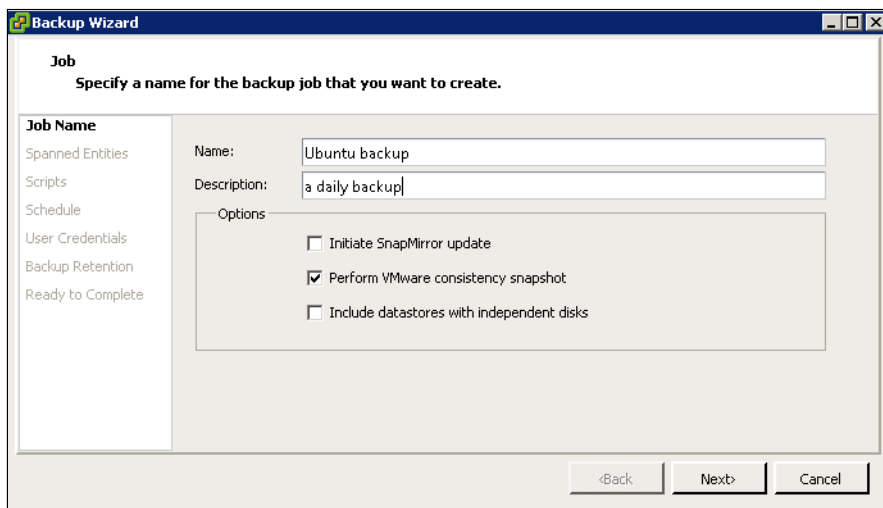 Backup Wizard
Job
Specify a name for the backup job that you want to create.
Job Name
Spanned Entities
Scripts
Schedule
User Credentials
Backup Retention
Ready to Complete
Name: Ubuntu backup
Description: a daily backup
Options
Initiate SnapMirror update
Perform VMware consistency snapshot
Include datastores with independent disks
<Back Next> Cancel